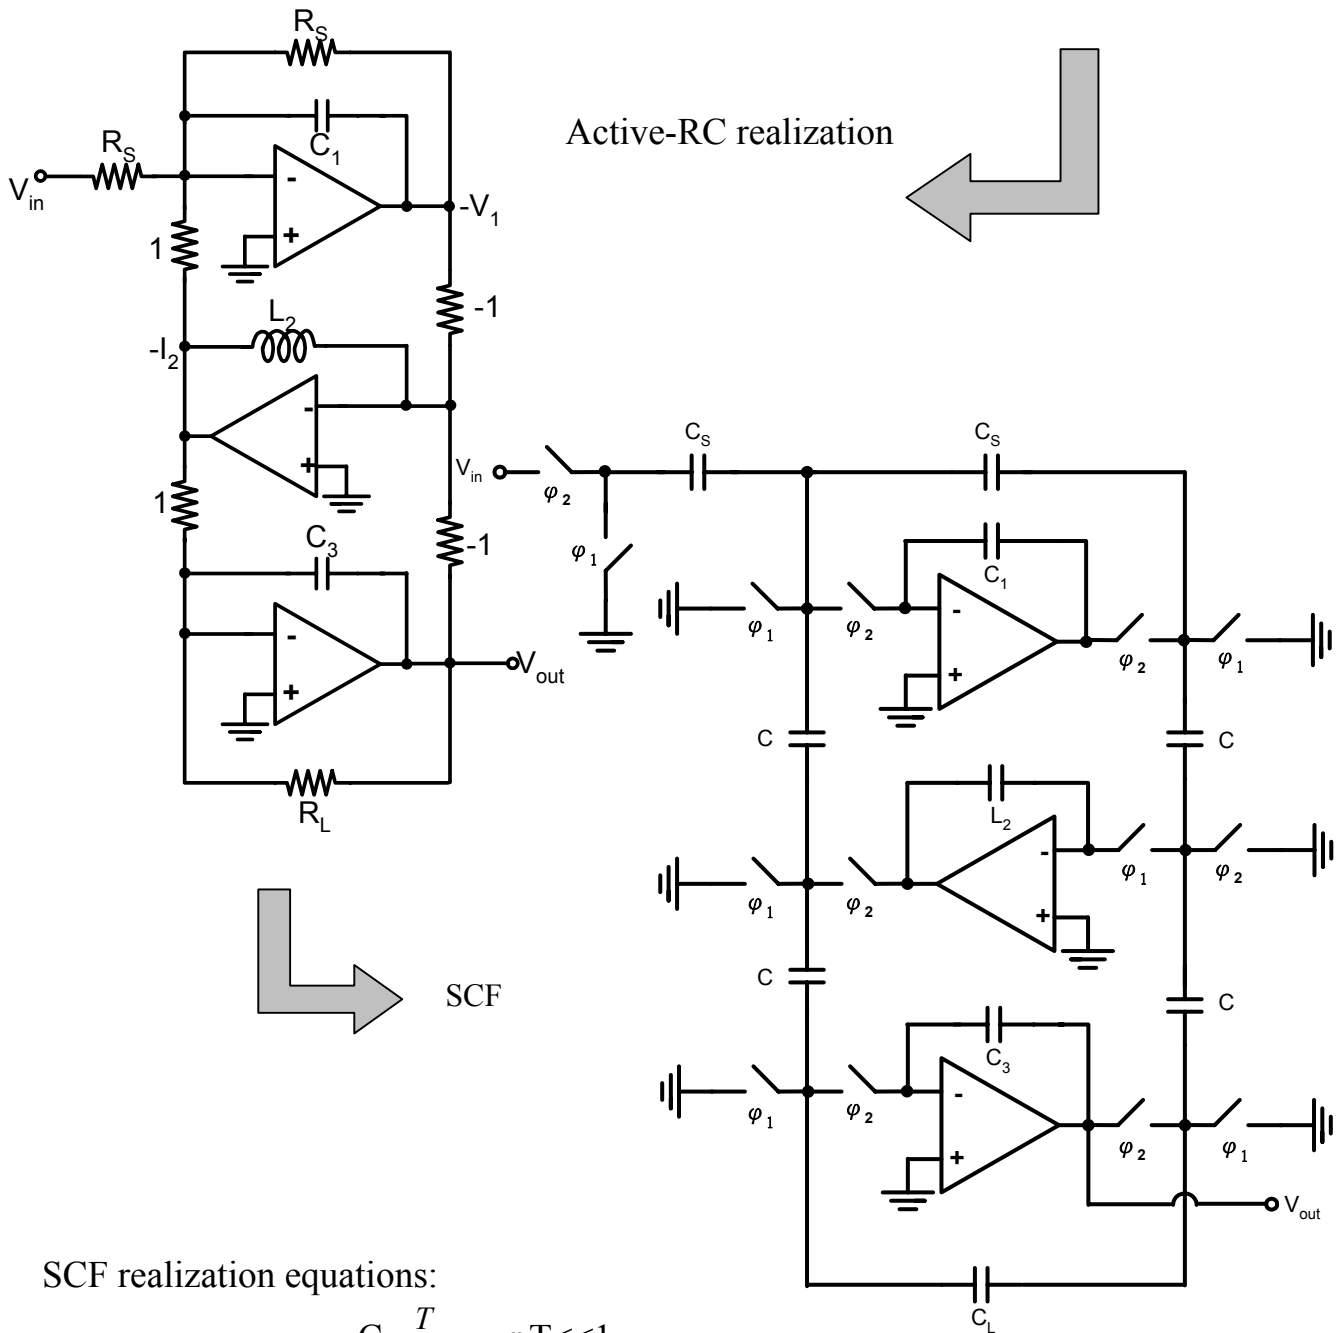 R_S
C_1
R_S
V_in
-
+
-V_1
Active-RC realization
1
-1
L_2
-I_2
-
+
1
-1
C_3
-
+
V_out
R_L
SCF
C_S
C_S
V_in
φ_2
φ_1
C_1
φ_1
φ_2
-
+
φ_2
φ_1
C
C
L_2
-
+
φ_1
φ_2
φ_1
φ_2
C
C
C_3
φ_1
φ_2
-
+
φ_2
φ_1
V_out
C_L
SCF realization equations:
T